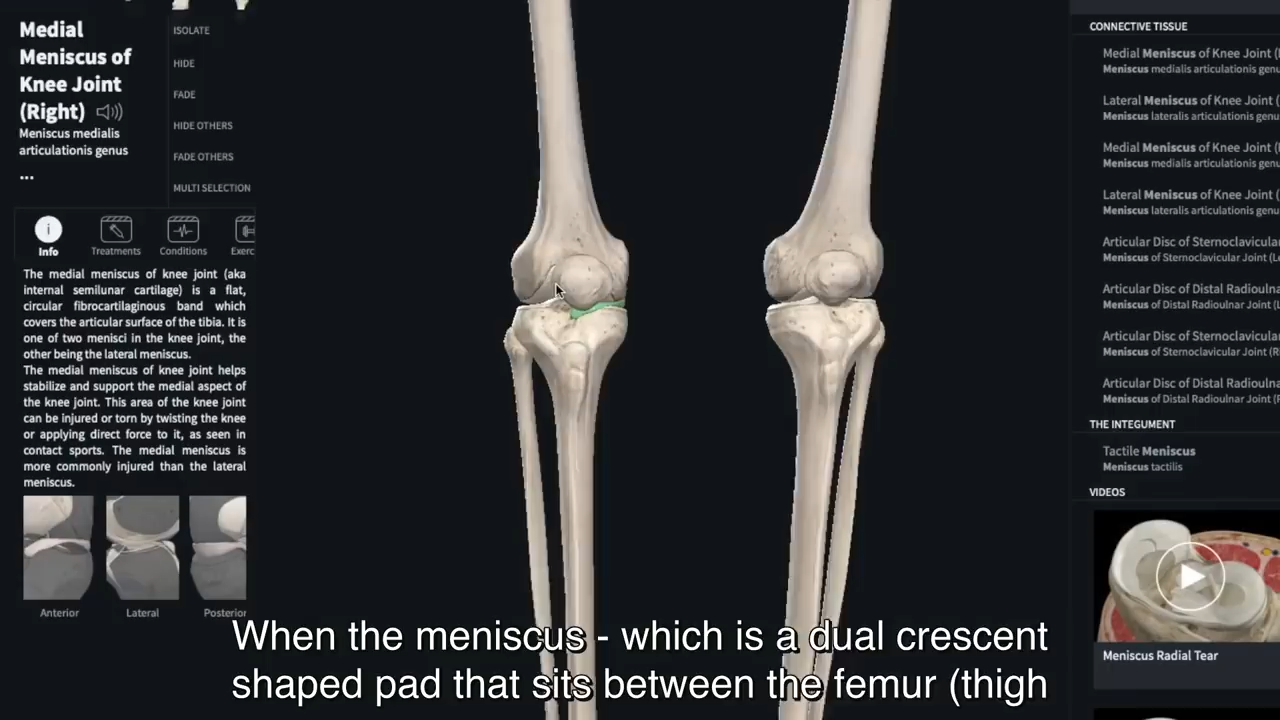 Medial
Meniscus of
Knee Joint
(Right)
Meniscus medialis
articulationis genus
...
ISOLATE
HIDE
FADE
HIDE OTHERS
FADE OTHERS
MULTI SELECTION
i
Info
Treatments
Conditions
Exerc
The medial meniscus of knee joint (aka
internal semilunar cartilage) is a flat,
circular fibrocartilaginous band which
covers the articular surface of the tibia. It is
one of two menisci in the knee joint, the
other being the lateral meniscus.
The medial meniscus of knee joint helps
stabilize and support the medial aspect of
the knee joint. This area of the knee joint
can be injured or torn by twisting the knee
or applying direct force to it, as seen in
contact sports. The medial meniscus is
more commonly injured than the lateral
meniscus.
Anterior
Lateral
Posterior
CONNECTIVE TISSUE
Medial Meniscus of Knee Joint (
Meniscus medialis articulationis genu
Lateral Meniscus of Knee Joint (
Meniscus lateralis articulationis genu
Medial Meniscus of Knee Joint (
Meniscus medialis articulationis genu
Lateral Meniscus of Knee Joint (
Meniscus lateralis articulationis genu
Articular Disc of Sternoclavicular
Meniscus of Sternoclavicular Joint (Le
Articular Disc of Distal Radioulna
Meniscus of Distal Radioulnar Joint (L
Articular Disc of Sternoclavicular
Meniscus of Sternoclavicular Joint (R
Articular Disc of Distal Radioulna
Meniscus of Distal Radioulnar Joint (R
THE INTEGUMENT
Tactile Meniscus
Meniscus tactilis
VIDEOS
Meniscus Radial Tear
When the meniscus - which is a dual crescent
shaped pad that sits between the femur (thigh